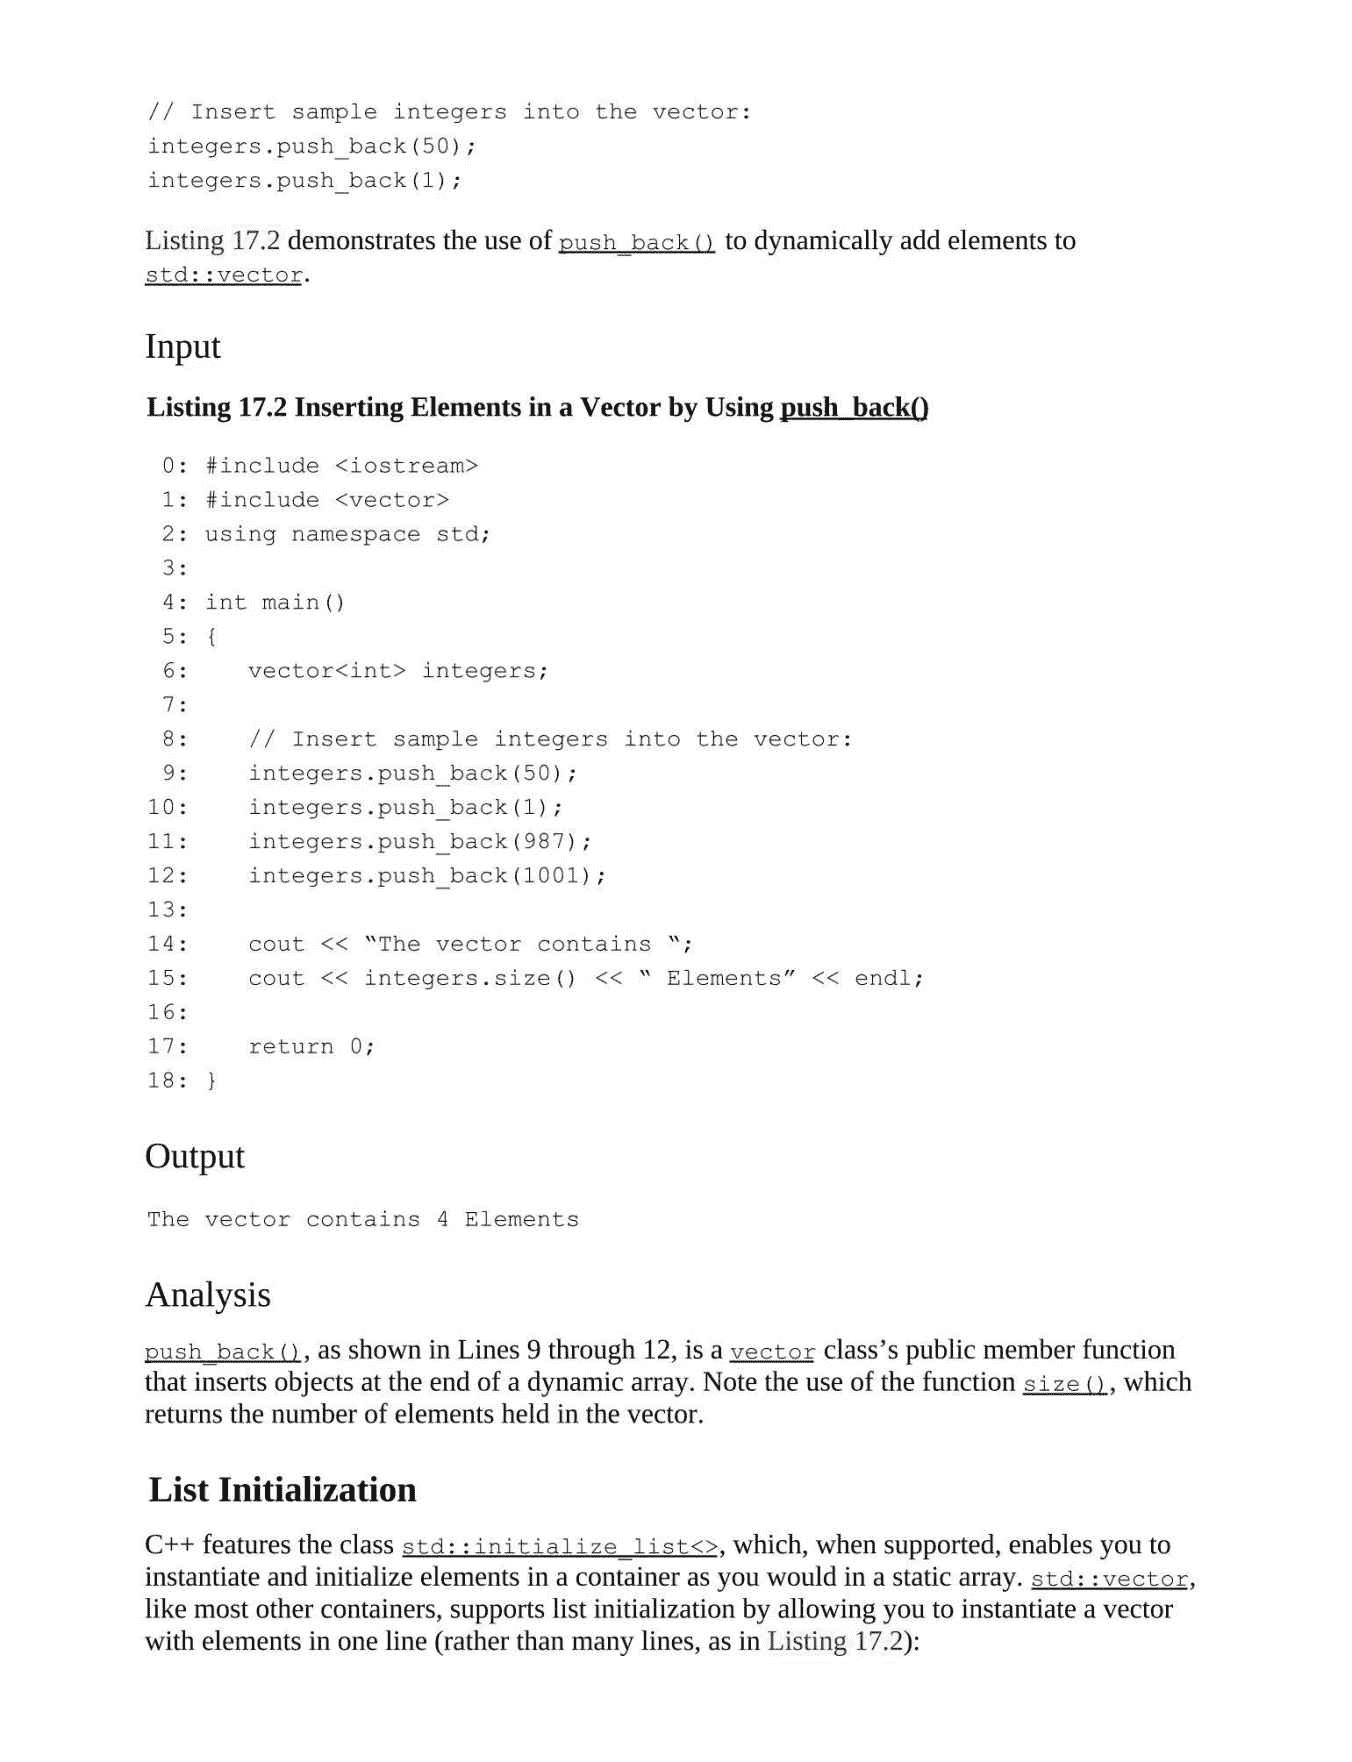 // Insert sample integers into the vector:
integers.push_back(50);
integers.push_back(1);
Listing 17.2 demonstrates the use of push_back() to dynamically add elements to
std::vector.
Input
Listing 17.2 Inserting Elements in a Vector by Using push_back()
0: #include <iostream>
1: #include <vector>
2: using namespace std;
3:
4: int main()
5: {
6:    vector<int> integers;
7:
8:    // Insert sample integers into the vector:
9:    integers.push_back(50);
10:    integers.push_back(1);
11:    integers.push_back(987);
12:    integers.push_back(1001);
13:
14:    cout << “The vector contains “;
15:    cout << integers.size() << “ Elements” << endl;
16:
17:    return 0;
18: }
Output
The vector contains 4 Elements
Analysis
push_back(), as shown in Lines 9 through 12, is a vector class’s public member function
that inserts objects at the end of a dynamic array. Note the use of the function size(), which
returns the number of elements held in the vector.
List Initialization
C++ features the class std::initialize_list<>, which, when supported, enables you to
instantiate and initialize elements in a container as you would in a static array. std::vector,
like most other containers, supports list initialization by allowing you to instantiate a vector
with elements in one line (rather than many lines, as in Listing 17.2):